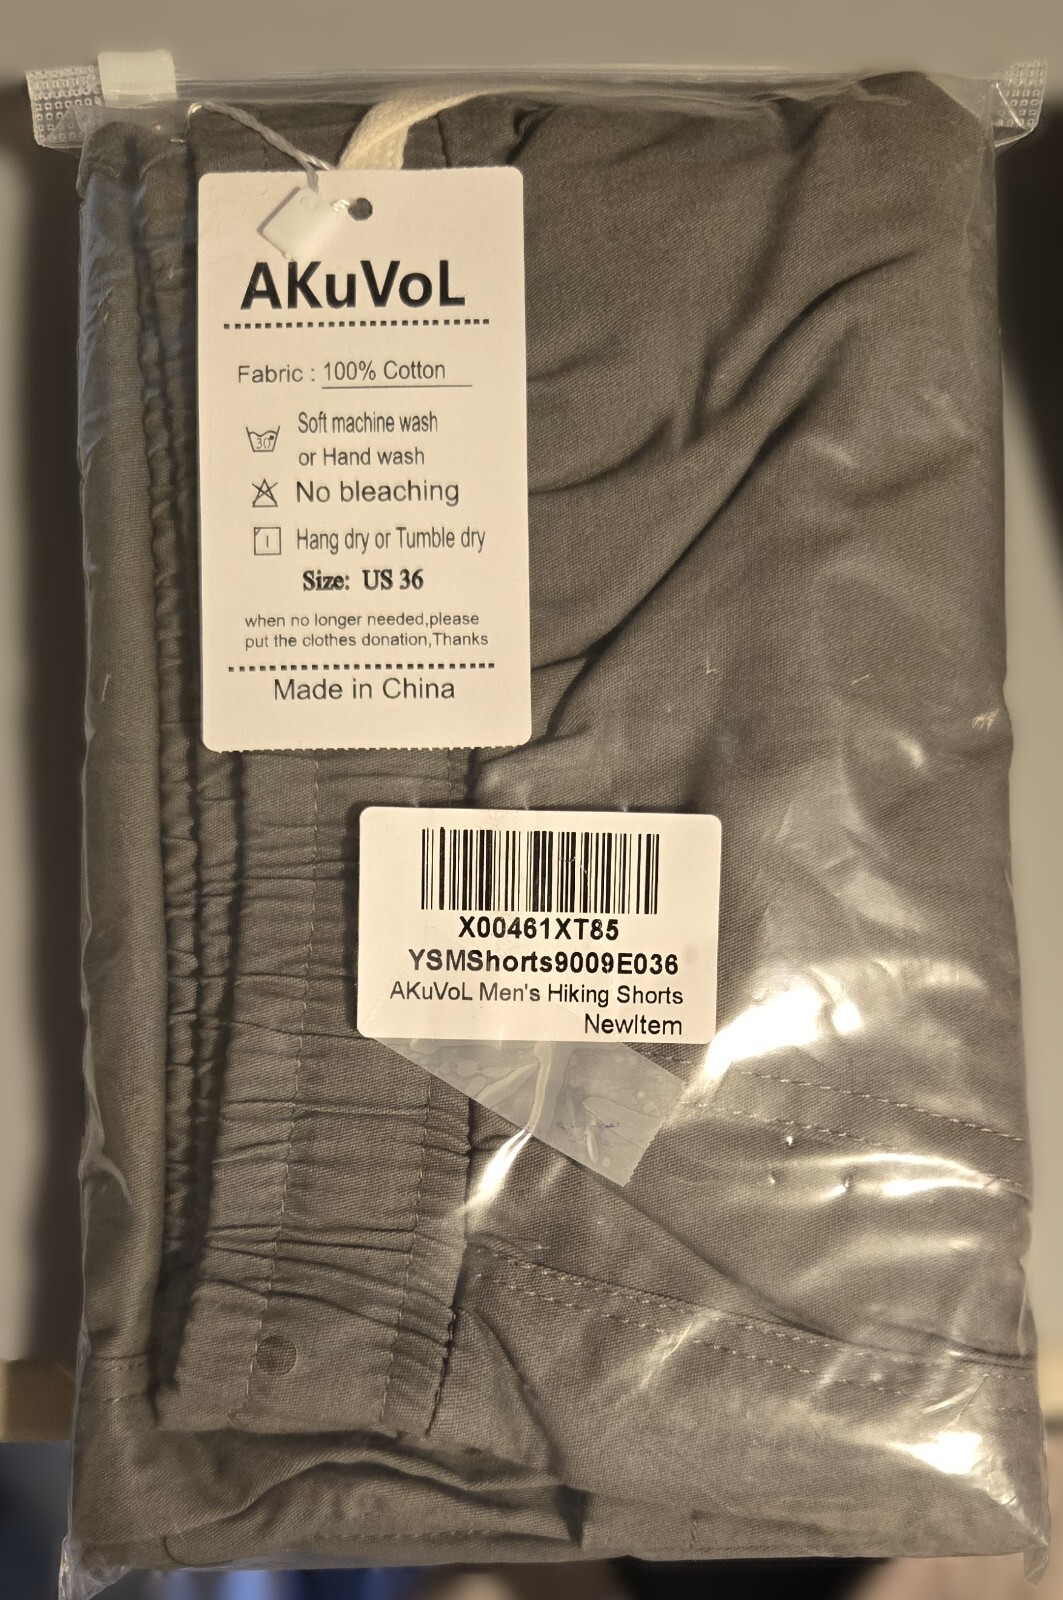 AKuVoL
Fabric : 100% Cotton
30°
Soft machine wash
or Hand wash
No bleaching
Hang dry or Tumble dry
Size: US 36
when no longer needed,please
put the clothes donation,Thanks
Made in China
X00461XT85
YSMShorts9009E036
AKuVoL Men's Hiking Shorts
NewItem